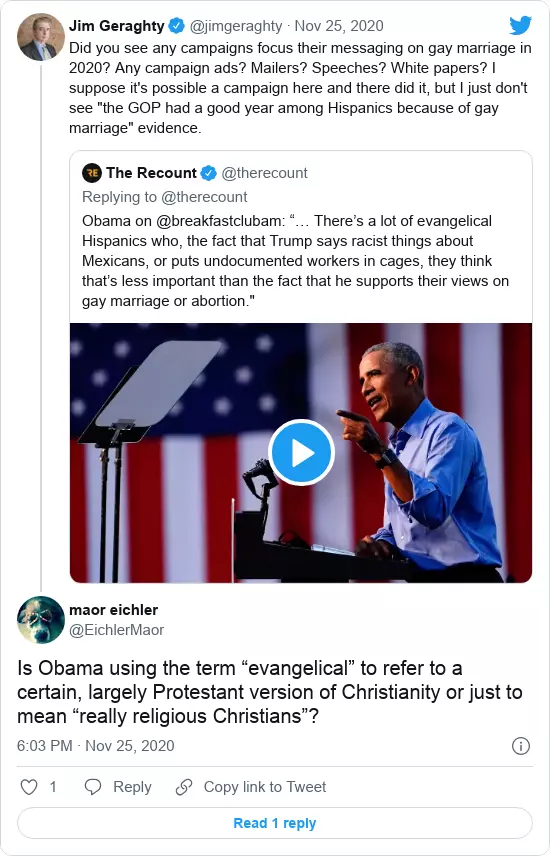 Jim Geraghty @jimgeraghty · Nov 25, 2020
Did you see any campaigns focus their messaging on gay marriage in
2020? Any campaign ads? Mailers? Speeches? White papers? I
suppose it's possible a campaign here and there did it, but I just don't
see "the GOP had a good year among Hispanics because of gay
marriage" evidence.
RE The Recount @therecount
Replying to @therecount
Obama on @breakfastclubam: “… There’s a lot of evangelical
Hispanics who, the fact that Trump says racist things about
Mexicans, or puts undocumented workers in cages, they think
that’s less important than the fact that he supports their views on
gay marriage or abortion."
maor eichler
@EichlerMaor
Is Obama using the term “evangelical” to refer to a
certain, largely Protestant version of Christianity or just to
mean “really religious Christians”?
6:03 PM · Nov 25, 2020
1 Reply Copy link to Tweet
Read 1 reply